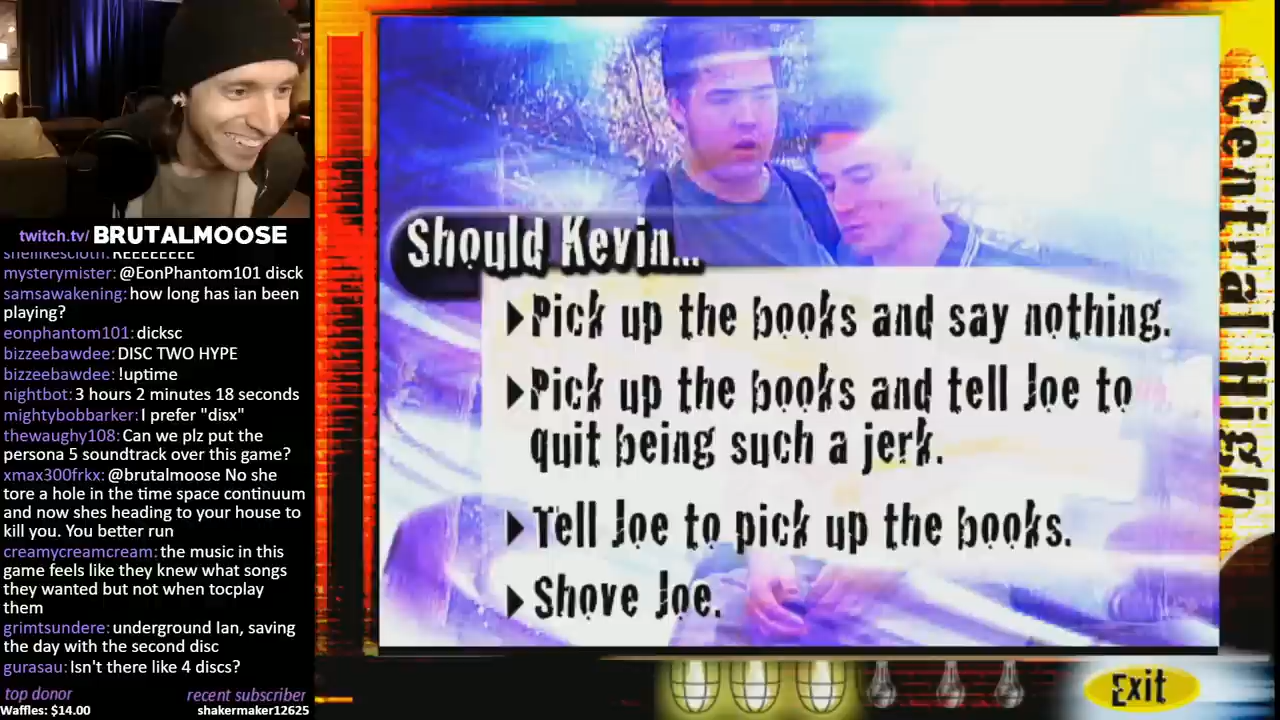 twitch.tv/ BRUTALMOOSE
shellikescloth: REEEEEEE
mysterymister: @EonPhantom101 disck
samsawakening: how long has ian been
playing?
eonphantom101: dicksc
bizzeebawdee: DISC TWO HYPE
bizzeebawdee: !uptime
nightbot: 3 hours 2 minutes 18 seconds
mightybobbarker: I prefer "disx"
thewaughy108: Can we plz put the
persona 5 soundtrack over this game?
xmax300frkx: @brutalmoose No she
tore a hole in the time space continuum
and now shes heading to your house to
kill you. You better run
creamycreamcream: the music in this
game feels like they knew what songs
they wanted but not when tocplay
them
grimtsundere: underground Ian, saving
the day with the second disc
gurasau: Isn't there like 4 discs?
top donor
Waffles: $14.00
recent subscriber
shakermaker12625
Should Kevin...
Pick up the books and say nothing.
Pick up the books and tell Joe to
quit being such a jerk.
Tell Joe to pick up the books.
Shove Joe.
Central High
Exit